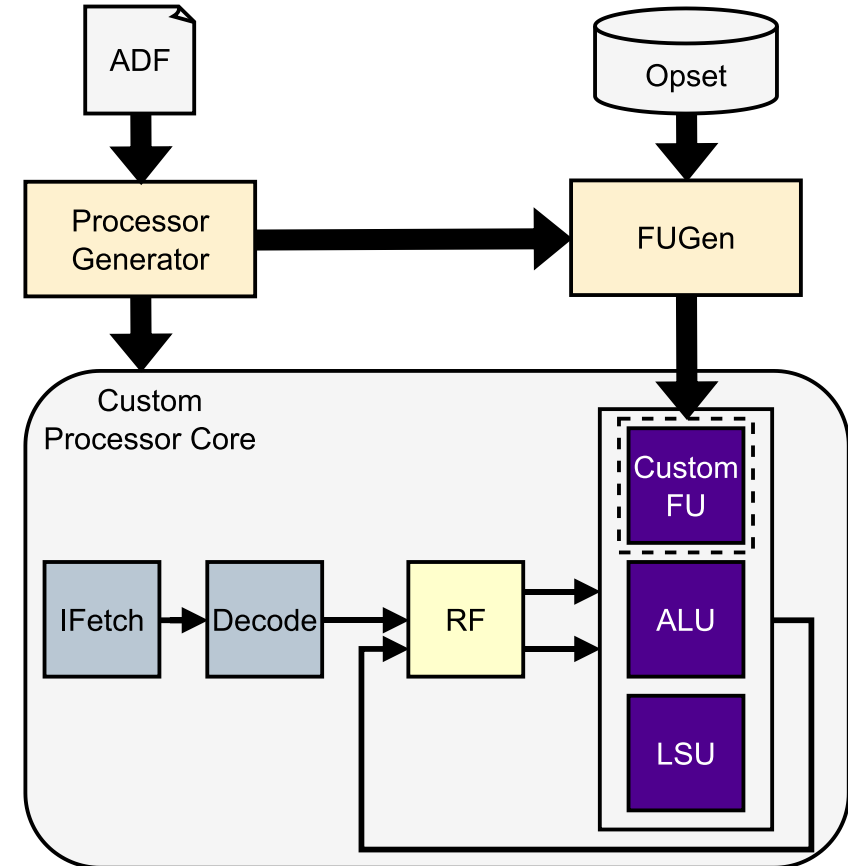 ADF
Opset
Processor
Generator
FUGen
Custom
Processor Core
Custom
FU
IFetch
Decode
RF
ALU
LSU